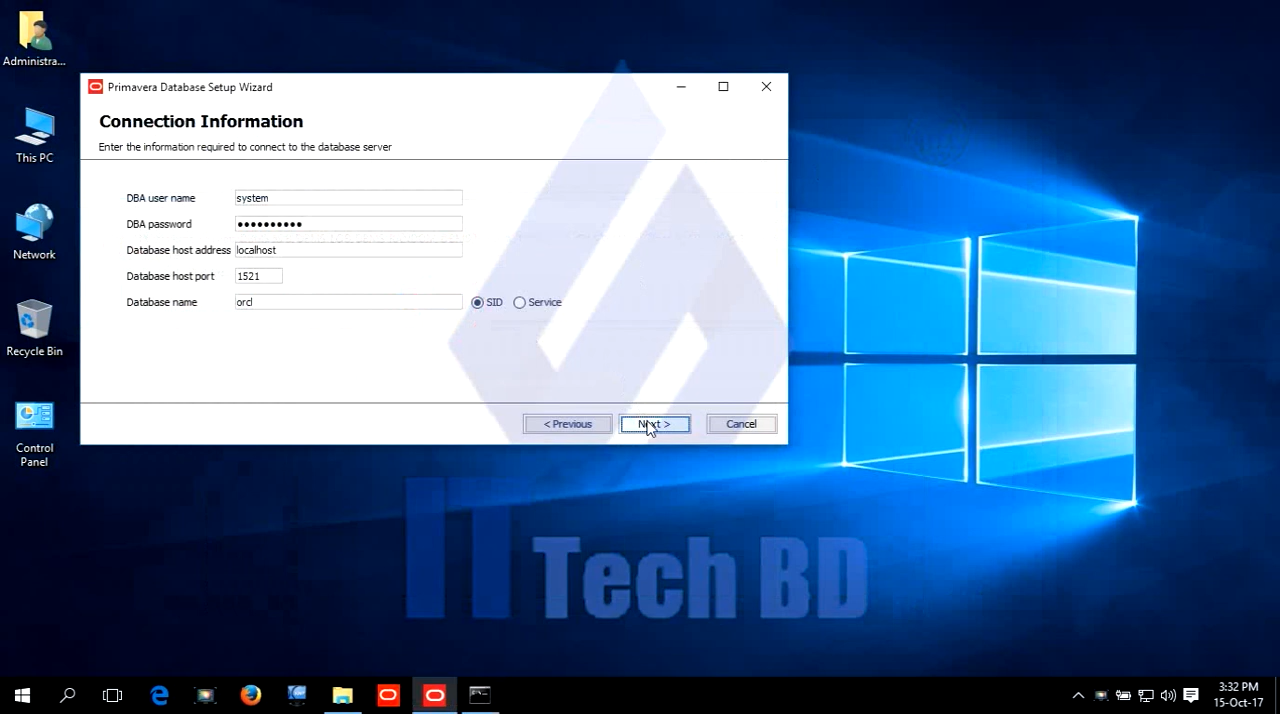 Administra...
This PC
Network
Recycle Bin
Control
Panel
Primavera Database Setup Wizard
Connection Information
Enter the information required to connect to the database server
DBA user name system
DBA password ••••••••••
Database host address localhost
Database host port 1521
Database name orcl SID Service
< Previous Next > Cancel
IT Tech BD
3:32 PM
15-Oct-17